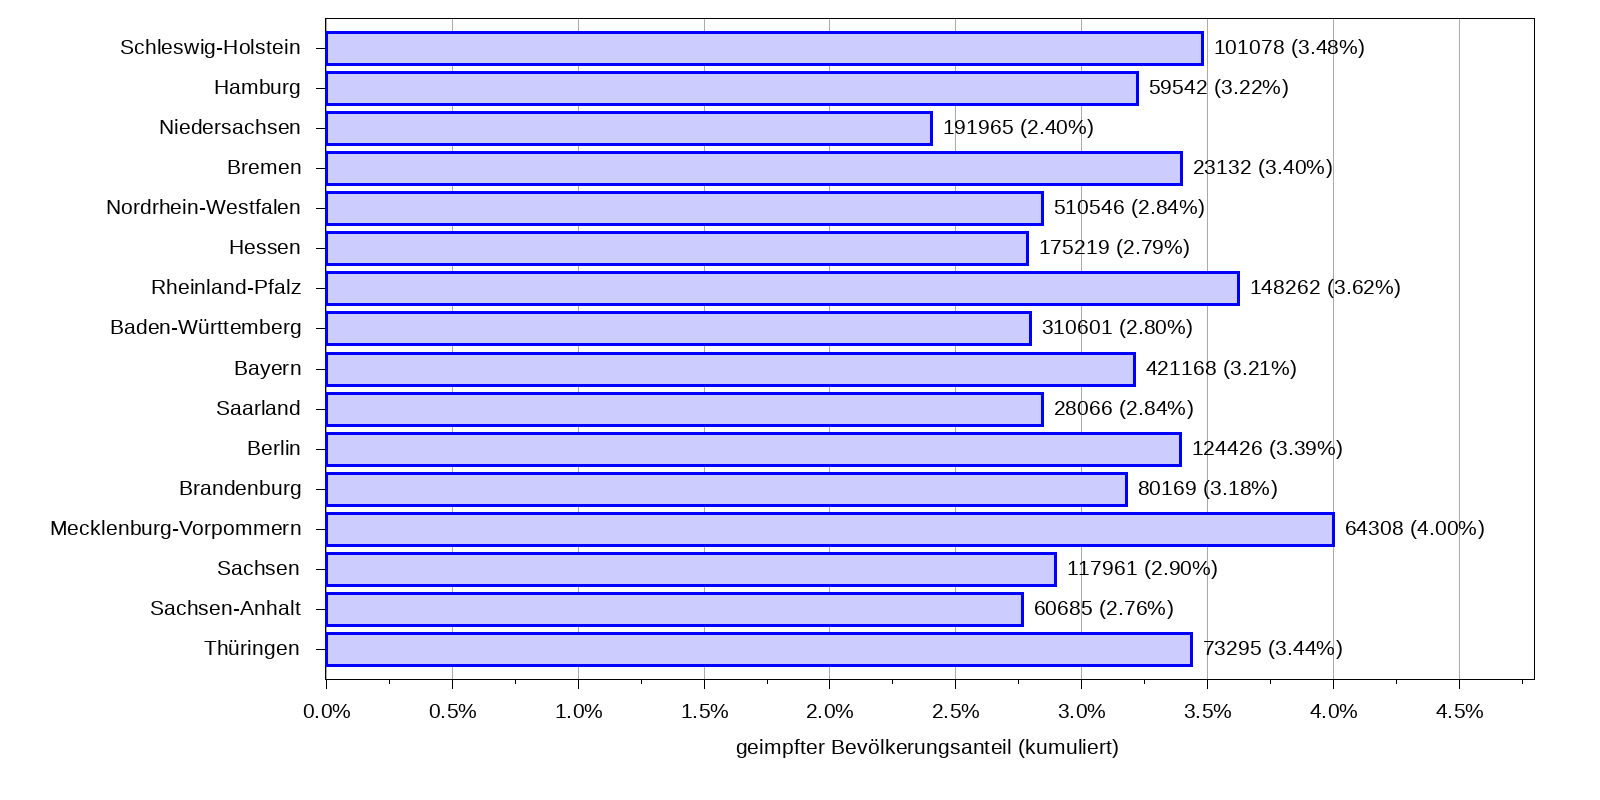 Schleswig-Holstein 101078 (3.48%)
Hamburg 59542 (3.22%)
Niedersachsen 191965 (2.40%)
Bremen 23132 (3.40%)
Nordrhein-Westfalen 510546 (2.84%)
Hessen 175219 (2.79%)
Rheinland-Pfalz 148262 (3.62%)
Baden-Württemberg 310601 (2.80%)
Bayern 421168 (3.21%)
Saarland 28066 (2.84%)
Berlin 124426 (3.39%)
Brandenburg 80169 (3.18%)
Mecklenburg-Vorpommern 64308 (4.00%)
Sachsen 117961 (2.90%)
Sachsen-Anhalt 60685 (2.76%)
Thüringen 73295 (3.44%)
0.0% 0.5% 1.0% 1.5% 2.0% 2.5% 3.0% 3.5% 4.0% 4.5%
geimpfter Bevölkerungsanteil (kumuliert)